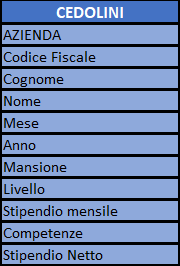 CEDOLINI
AZIENDA
Codice Fiscale
Cognome
Nome
Mese
Anno
Mansione
Livello
Stipendio mensile
Competenze
Stipendio Netto